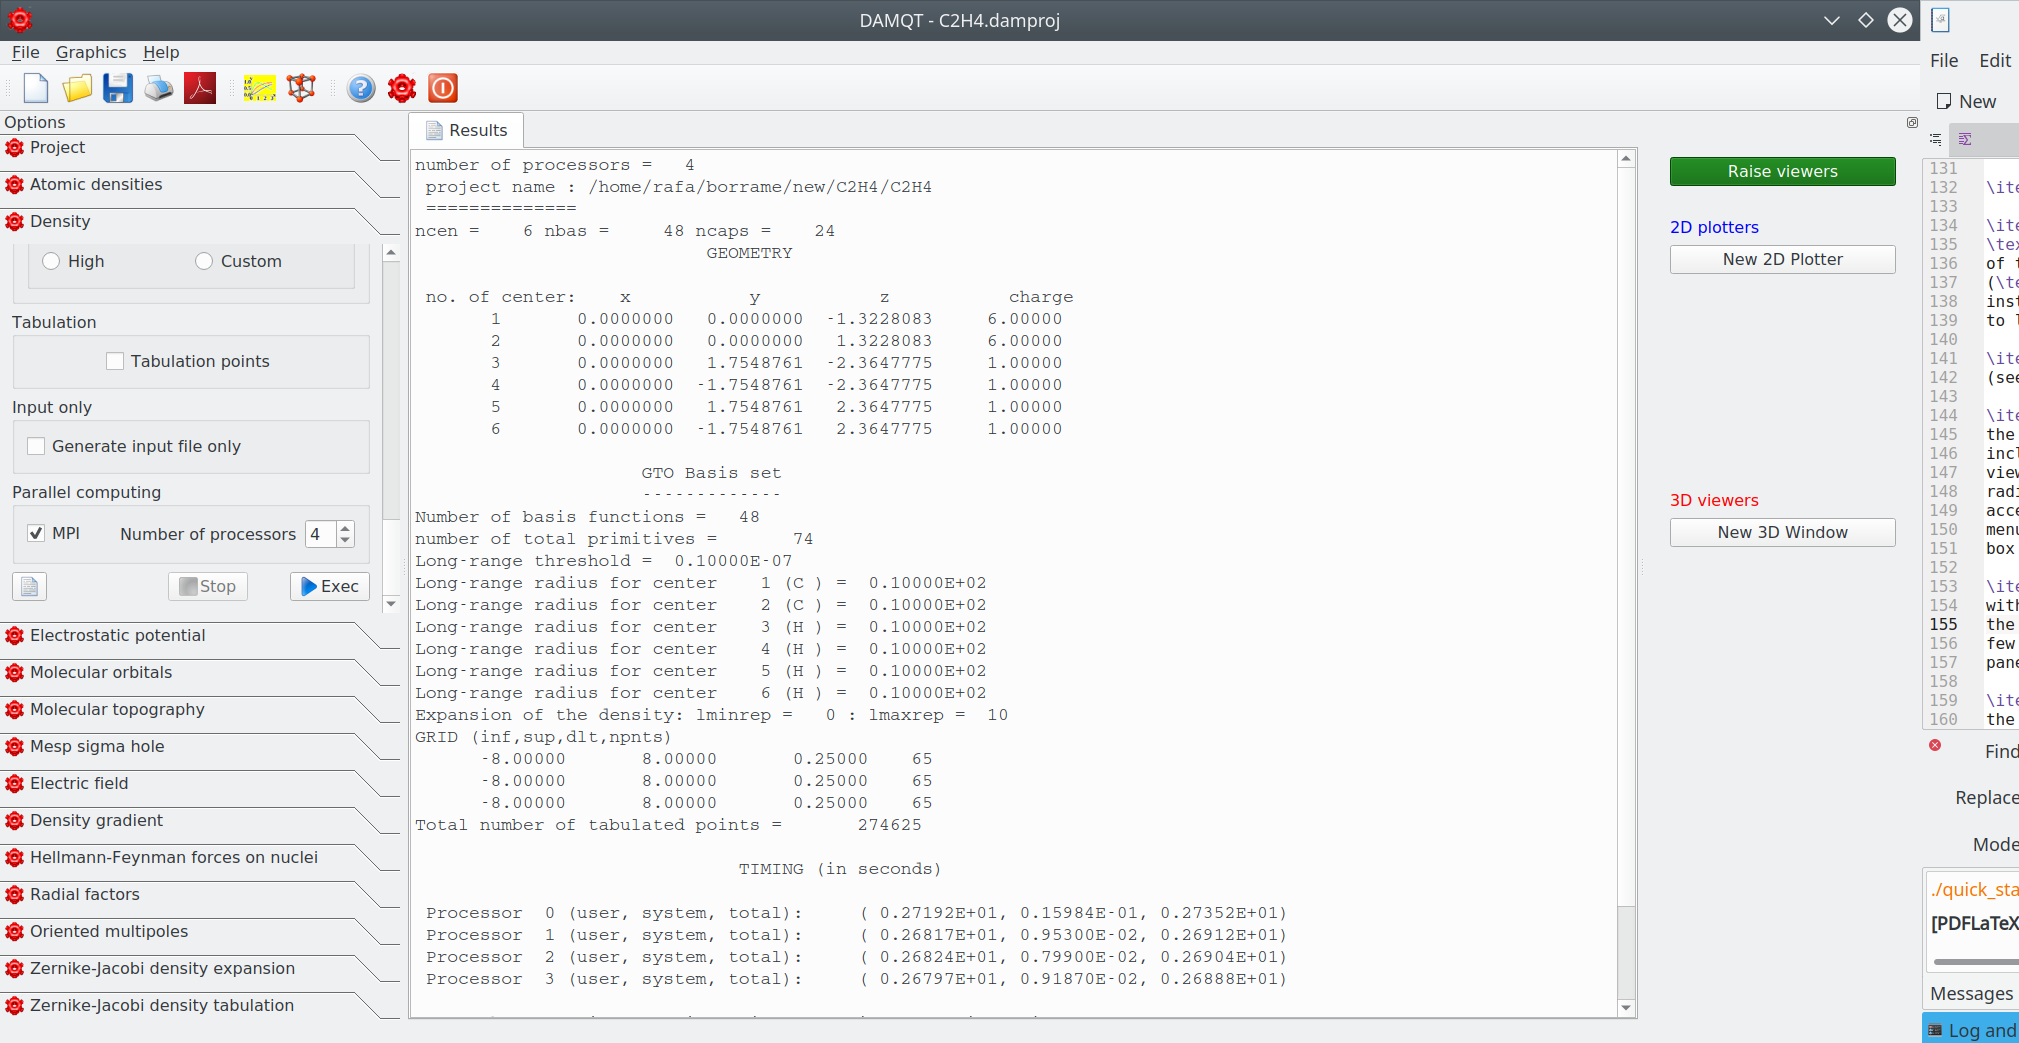 DAMQT - C2H4.damproj
File Graphics Help
Options
Project
Atomic densities
Density
High Custom
Tabulation
Tabulation points
Input only
Generate input file only
Parallel computing
MPI Number of processors 4
Stop Exec
Electrostatic potential
Molecular orbitals
Molecular topography
Mesp sigma hole
Electric field
Density gradient
Hellmann-Feynman forces on nuclei
Radial factors
Oriented multipoles
Zernike-Jacobi density expansion
Zernike-Jacobi density tabulation
Results
number of processors = 4
project name : /home/rafa/borrame/new/C2H4/C2H4
==============
ncen = 6 nbas = 48 ncaps = 24
GEOMETRY
no. of center: x y z charge
1 0.0000000 0.0000000 -1.3228083 6.00000
2 0.0000000 0.0000000 1.3228083 6.00000
3 0.0000000 1.7548761 -2.3647775 1.00000
4 0.0000000 -1.7548761 -2.3647775 1.00000
5 0.0000000 1.7548761 2.3647775 1.00000
6 0.0000000 -1.7548761 2.3647775 1.00000
GTO Basis set
-------------
Number of basis functions = 48
number of total primitives = 74
Long-range threshold = 0.10000E-07
Long-range radius for center 1 (C ) = 0.10000E+02
Long-range radius for center 2 (C ) = 0.10000E+02
Long-range radius for center 3 (H ) = 0.10000E+02
Long-range radius for center 4 (H ) = 0.10000E+02
Long-range radius for center 5 (H ) = 0.10000E+02
Long-range radius for center 6 (H ) = 0.10000E+02
Expansion of the density: lminrep = 0 : lmaxrep = 10
GRID (inf,sup,dlt,npnts)
-8.00000 8.00000 0.25000 65
-8.00000 8.00000 0.25000 65
-8.00000 8.00000 0.25000 65
Total number of tabulated points = 274625
TIMING (in seconds)
Processor 0 (user, system, total): ( 0.27192E+01, 0.15984E-01, 0.27352E+01)
Processor 1 (user, system, total): ( 0.26817E+01, 0.95300E-02, 0.26912E+01)
Processor 2 (user, system, total): ( 0.26824E+01, 0.79900E-02, 0.26904E+01)
Processor 3 (user, system, total): ( 0.26797E+01, 0.91870E-02, 0.26888E+01)
Raise viewers
2D plotters
New 2D Plotter
3D viewers
New 3D Window
File Edit
New
131
132 \ite
133
134 \ite
135 \tex
136 of t
137 (\te
138 inst
139 to l
140
141 \ite
142 (see
143
144 \ite
145 the
146 incl
147 view
148 radi
149 acce
150 menu
151 box
152
153 \ite
154 with
155 the
156 few
157 pane
158
159 \ite
160 the
Find
Replace
Mode
./quick_sta
[PDFLaTeX
Messages
Log and